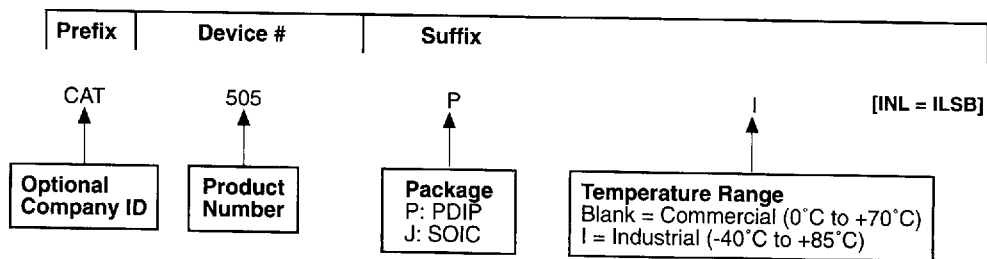 Prefix
Device #
Suffix
CAT
505
P
I
[INL = ILSB]
Optional
Company ID
Product
Number
Package
P: PDIP
J: SOIC
Temperature Range
Blank = Commercial (0˚C to +70˚C)
I = Industrial (-40˚C to +85˚C)